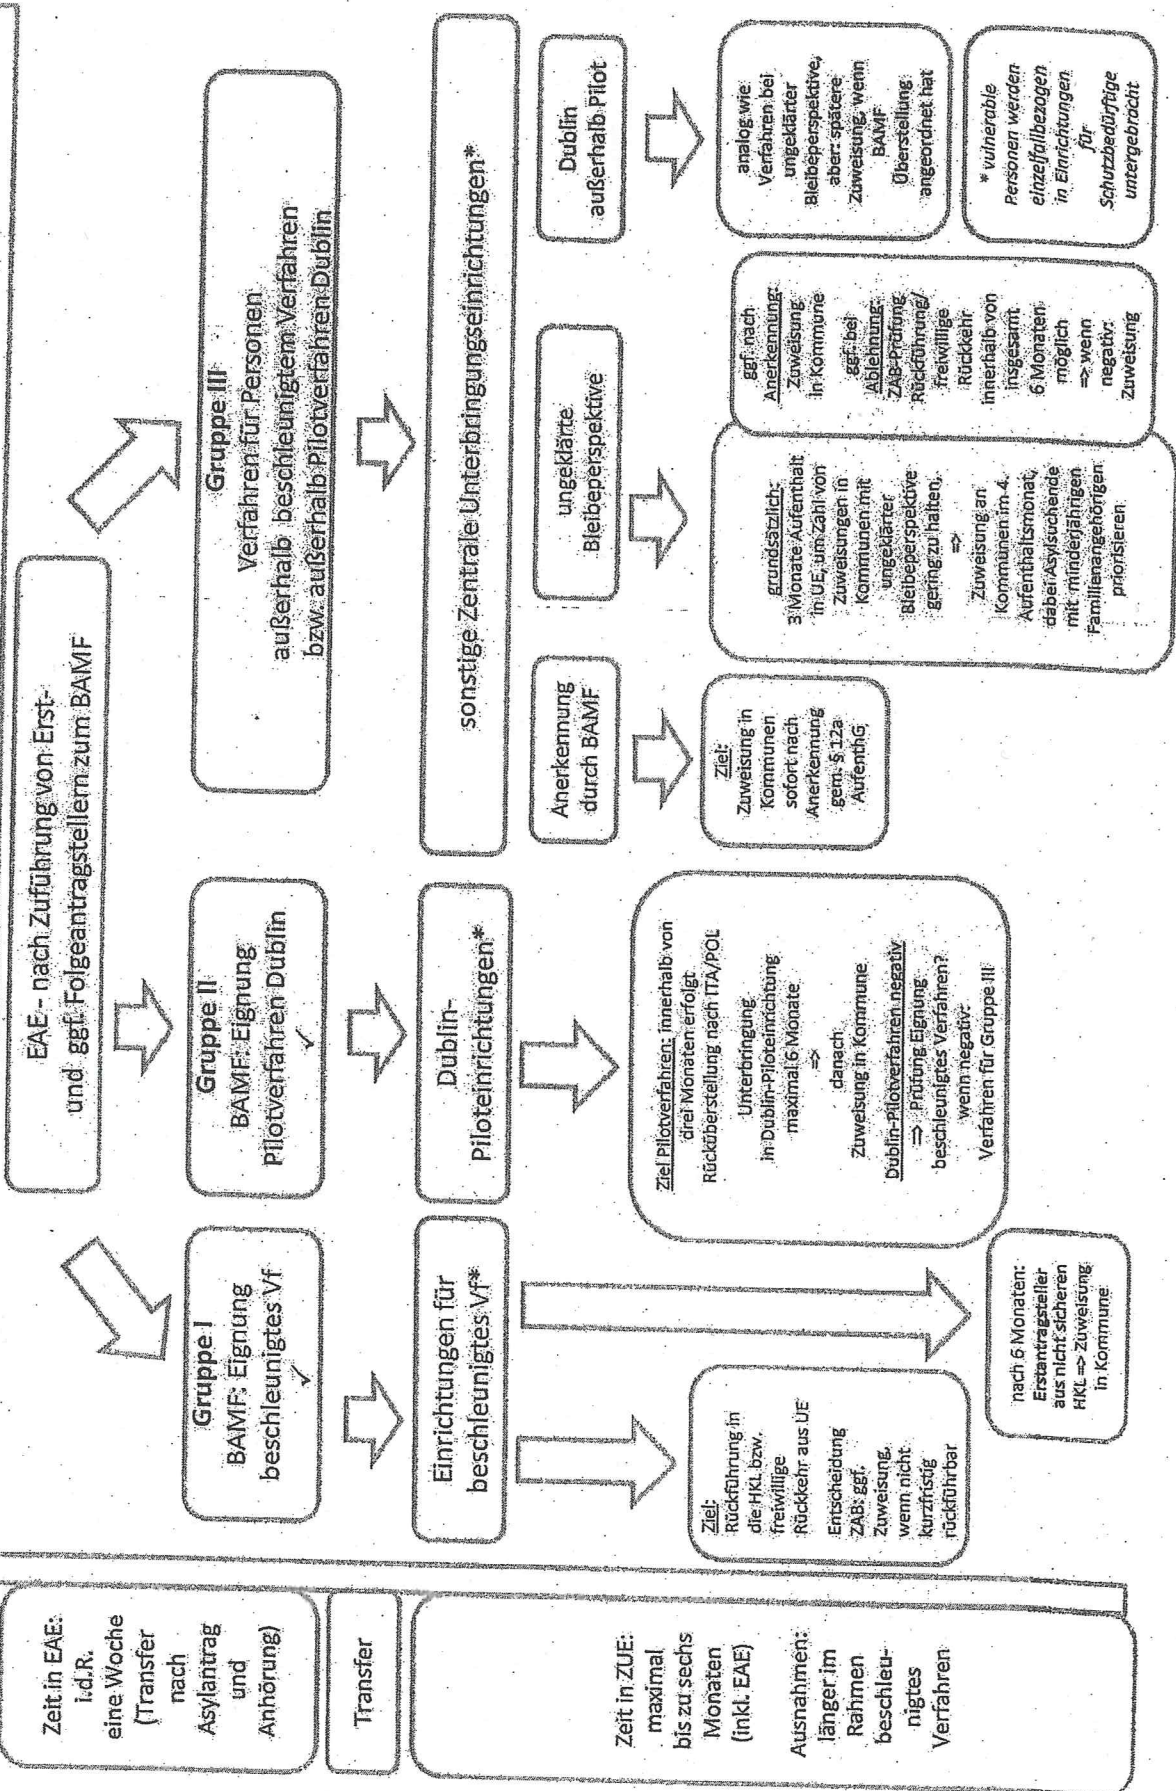 Zeit in EAE:
i.d.R.
eine Woche
(Transfer
nach
Asylantrag
und
Anhörung)
Transfer
Zeit in ZUE:
maximal
bis zu sechs
Monaten
(inkl. EAE)
Ausnahmen:
länger im
Rahmen
beschleu-
nigtes
Verfahren
EAE - nach Zuführung von Erst-
und ggf. Folgeantragstellern zum BAMF
Gruppe I
BAMF: Eignung
beschleunigtes Vf
✓
Gruppe II
BAMF: Eignung
Pilotverfahren Dublin
✓
Gruppe III
Verfahren für Personen
außerhalb beschleunigtem Verfahren
bzw. außerhalb Pilotverfahren Dublin
Einrichtungen für
beschleunigtes Vf*
Dublin-
Piloteinrichtungen*
sonstige Zentrale Unterbringungseinrichtungen*
Anerkennung
durch BAMF
ungeklärte
Bleibeperspektive
Dublin
außerhalb Pilot
Ziel:
Rückführung in
die HKL bzw.
freiwillige
Rückkehr aus UE
Entscheidung
ZAB: ggf.
Zuweisung,
wenn nicht
kurzfristig
rückführbar
nach 6 Monaten:
Erstantragsteller
aus nicht sicheren
HKL => Zuweisung
in Kommune
Ziel Pilotverfahren: innerhalb von
drei Monaten erfolgt
Rücküberstellung nach ITA/POL
Unterbringung
in Dublin-Piloteinrichtung
maximal 6 Monate
=>
danach
Zuweisung in Kommune
Dublin-Pilotverfahren negativ
=> Prüfung Eignung
beschleunigtes Verfahren?
wenn negativ:
Verfahren für Gruppe III
Ziel:
Zuweisung in
Kommunen
sofort nach
Anerkennung
gem. § 12a
AufenthG,
grundsätzlich:
3 Monate Aufenthalt
in UE, um Zahl von
Zuweisungen in
Kommunen mit
ungeklärter
Bleibeperspektive
gering zu halten,
=>
Zuweisung an
Kommunen im 4.
Aufenthaltsmonat,
dabei Asylsuchende
mit minderjährigen
Familienangehörigen
priorisieren
ggf. nach
Anerkennung:
Zuweisung
in Kommune
ggf. bei
Ablehnung:
ZAB-Prüfung
Rückführung/
freiwillige
Rückkehr
innerhalb von
insgesamt
6 Monaten
möglich
=> wenn
negativ:
Zuweisung
analog wie
Verfahren bei
ungeklärter
Bleibeperspektive,
aber: spätere
Zuweisung, wenn
BAMF
Überstellung
angeordnet hat
* vulnerable
Personen werden
einzelfallbezogen
in Einrichtungen
für
Schutzbedürftige
untergebracht